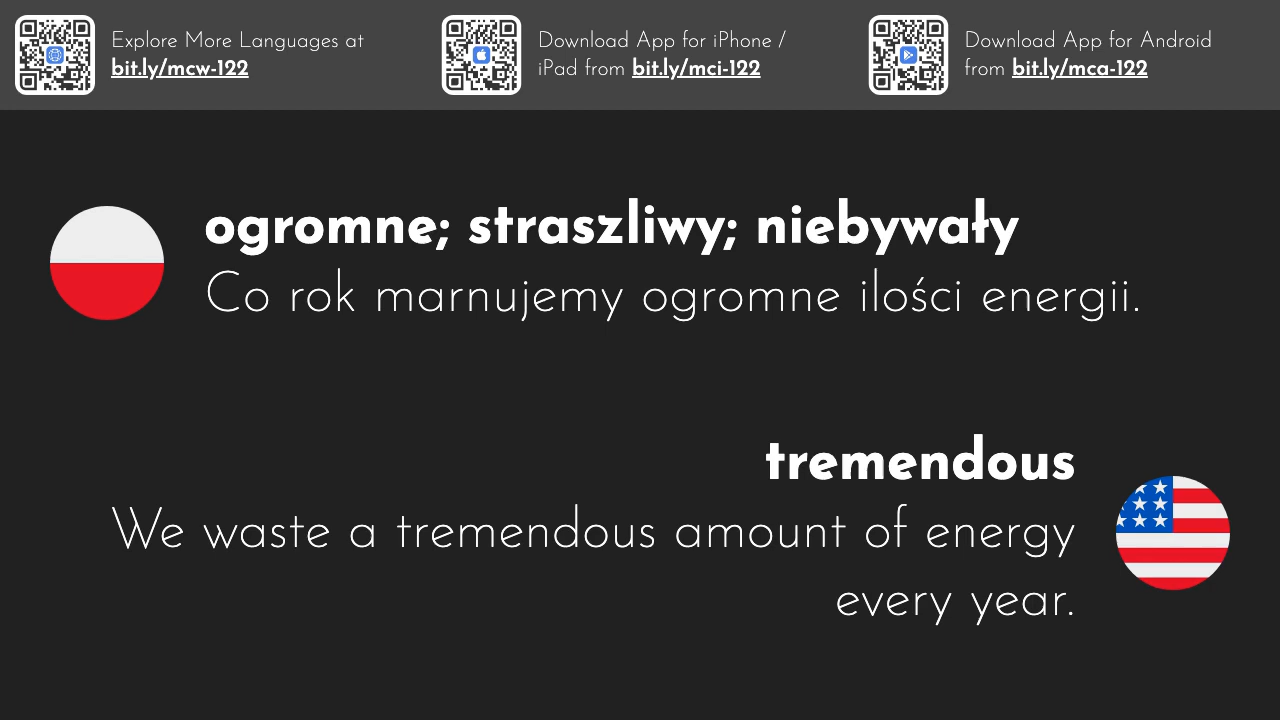 Explore More Languages at
bit.ly/mcw-122
Download App for iPhone /
iPad from bit.ly/mci-122
Download App for Android
from bit.ly/mca-122
ogromne; straszliwy; niebywały
Co rok marnujemy ogromne ilości energii.
tremendous
We waste a tremendous amount of energy
every year.